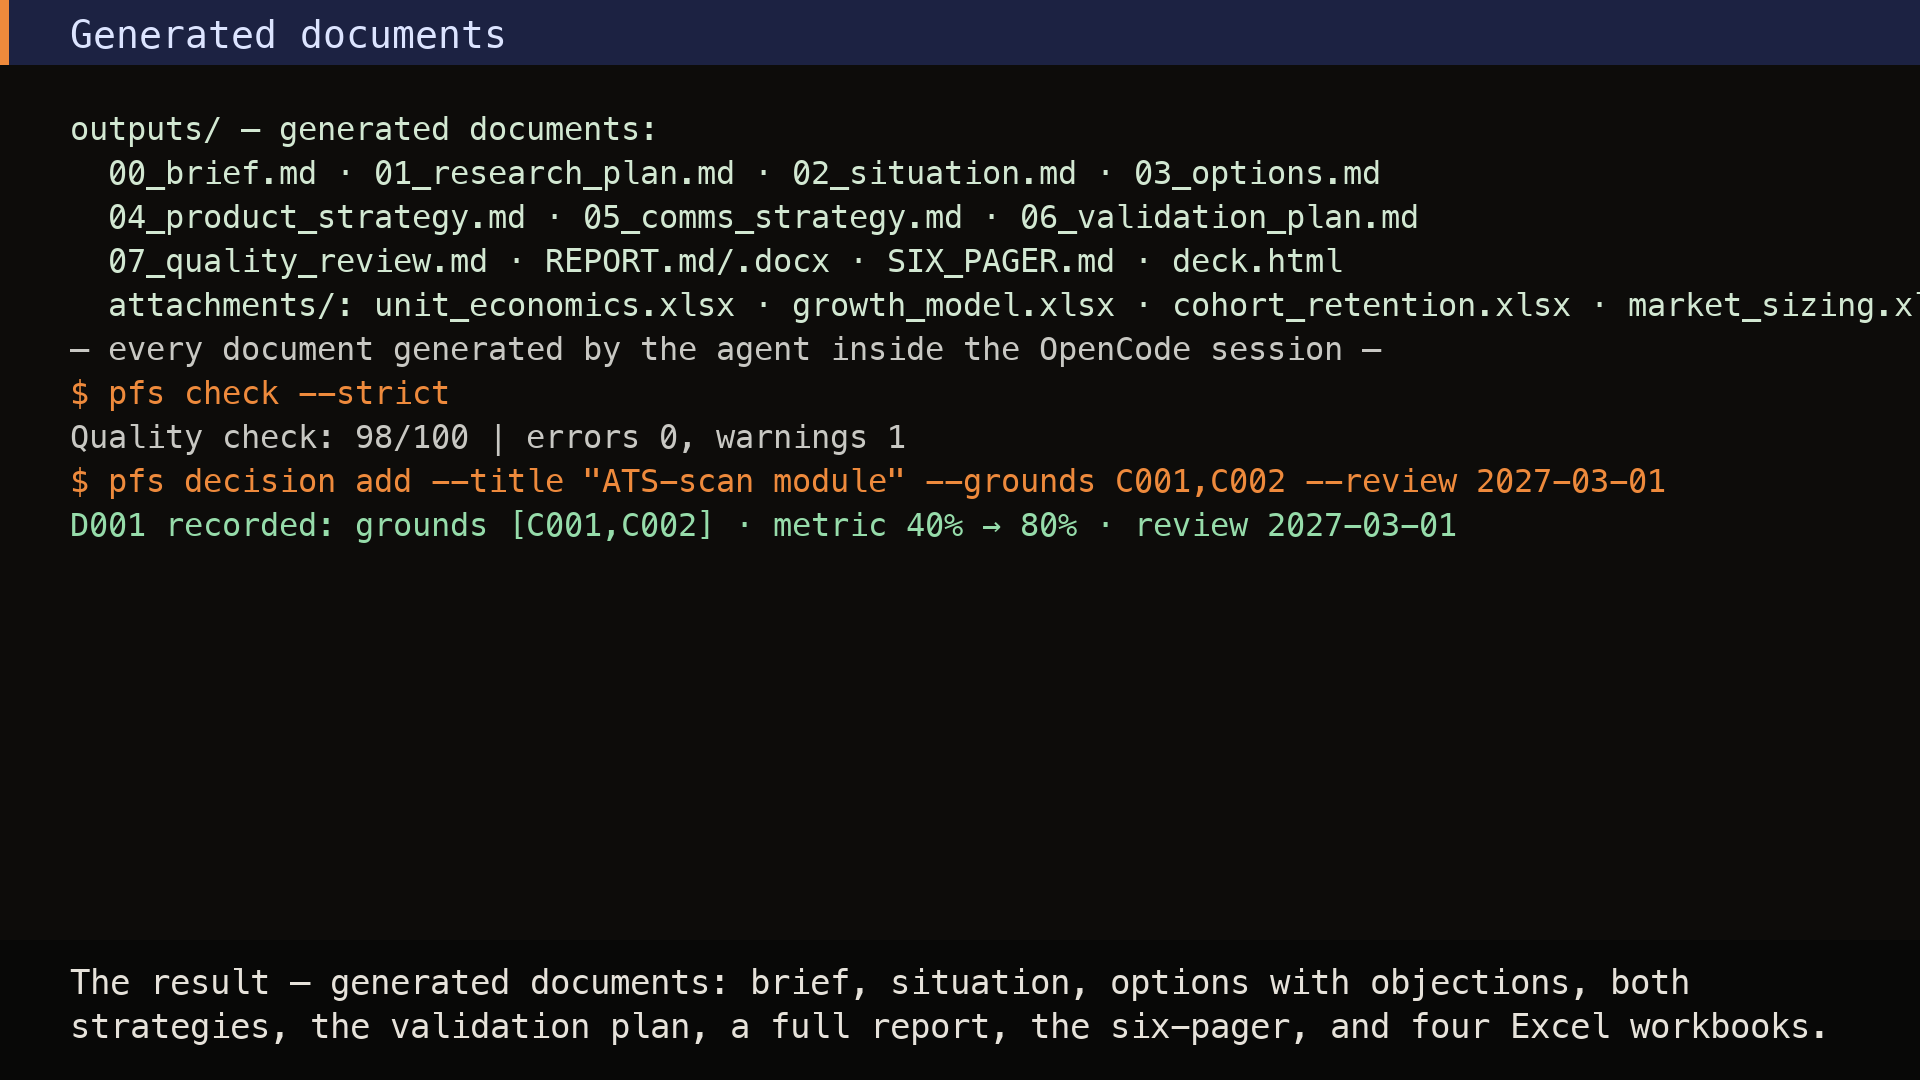 Generated documents
outputs/ — generated documents:
00_brief.md · 01_research_plan.md · 02_situation.md · 03_options.md
04_product_strategy.md · 05_comms_strategy.md · 06_validation_plan.md
07_quality_review.md · REPORT.md/.docx · SIX_PAGER.md · deck.html
attachments/: unit_economics.xlsx · growth_model.xlsx · cohort_retention.xlsx · market_sizing.xl
— every document generated by the agent inside the OpenCode session —
$ pfs check --strict
Quality check: 98/100 | errors 0, warnings 1
$ pfs decision add --title "ATS-scan module" --grounds C001,C002 --review 2027-03-01
D001 recorded: grounds [C001,C002] · metric 40% → 80% · review 2027-03-01
The result — generated documents: brief, situation, options with objections, both
strategies, the validation plan, a full report, the six-pager, and four Excel workbooks.